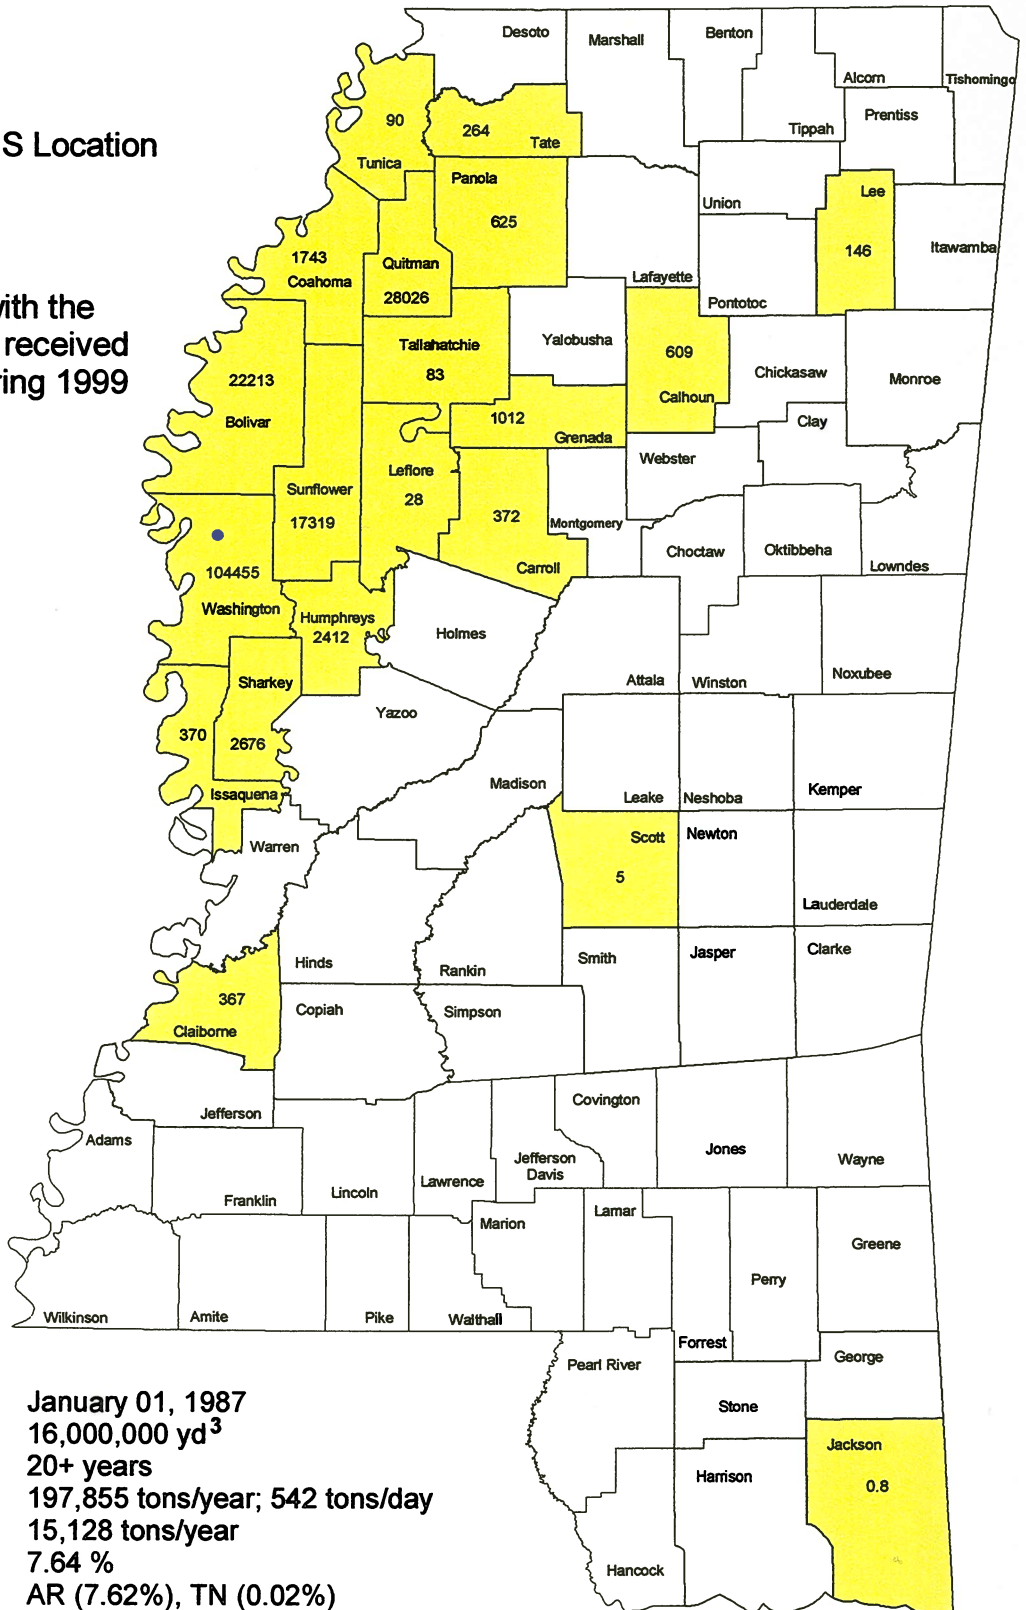 S Location
with the
received
ring 1999
Desoto
Marshall
Benton
Tippah
Alcorn
Tishomingo
Prentiss
90
Tunica
264
Tate
Panola
625
Lafayette
Union
Pontotoc
Lee
146
Itawamba
1743
Coahoma
Quitman
28026
Tallahatchie
83
Yalobusha
609
Calhoun
Chickasaw
Monroe
22213
Bolivar
Sunflower
17319
Leflore
28
1012
Grenada
372
Carroll
Montgomery
Webster
Clay
Choctaw
Oktibbeha
Lowndes
104455
Washington
Humphreys
2412
Holmes
Attala
Winston
Noxubee
Sharkey
2676
370
Issaquena
Yazoo
Madison
Leake
Neshoba
Kemper
Warren
Scott
5
Newton
Lauderdale
367
Claiborne
Hinds
Rankin
Smith
Jasper
Clarke
Copiah
Simpson
Jefferson
Adams
Franklin
Lincoln
Lawrence
Jefferson
Davis
Covington
Jones
Wayne
Wilkinson
Amite
Pike
Walthall
Marion
Lamar
Forrest
Perry
Greene
Pearl River
Stone
George
Hancock
Harrison
Jackson
0.8
January 01, 1987
16,000,000 yd³
20+ years
197,855 tons/year; 542 tons/day
15,128 tons/year
7.64 %
AR (7.62%), TN (0.02%)